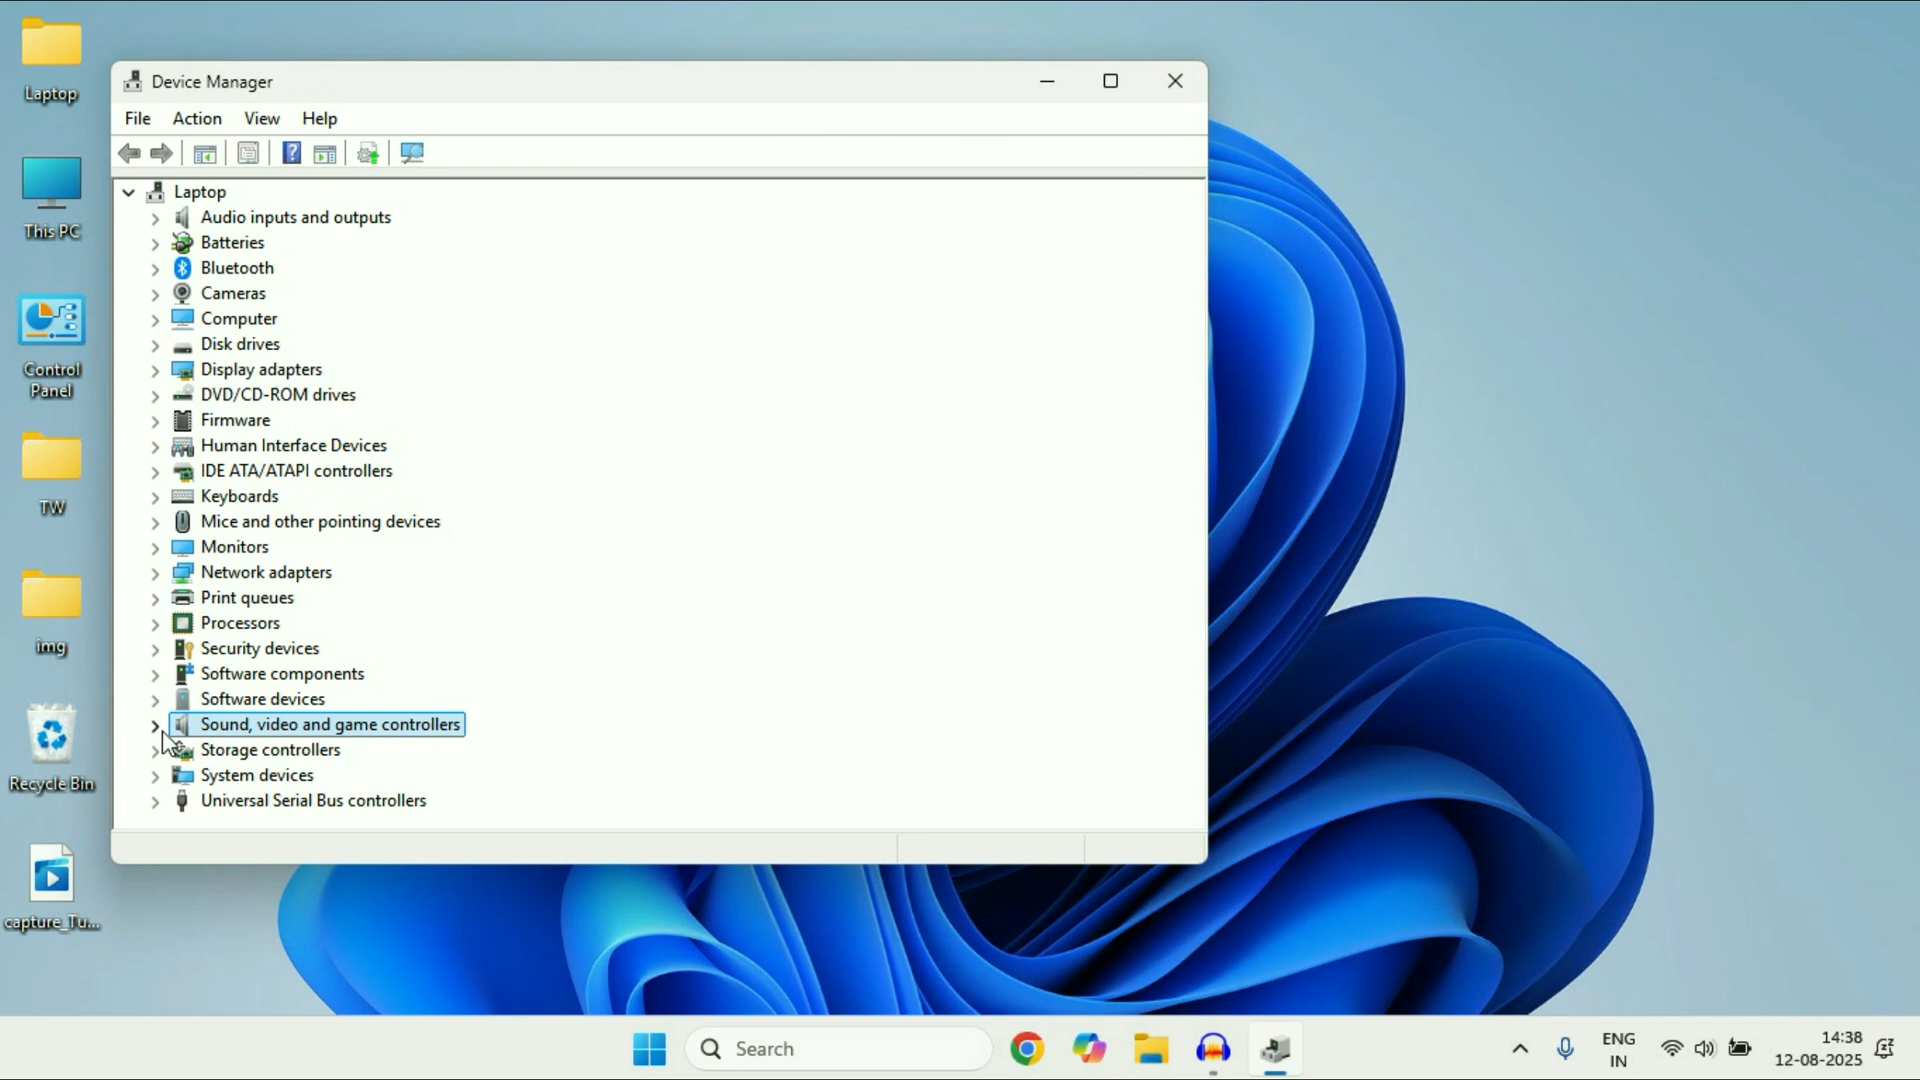 Laptop
This PC
Control
Panel
TW
img
Recycle Bin
capture_Tu...
Device Manager
File Action View Help
?
Laptop
Audio inputs and outputs
Batteries
Bluetooth
Cameras
Computer
Disk drives
Display adapters
DVD/CD-ROM drives
Firmware
Human Interface Devices
IDE ATA/ATAPI controllers
Keyboards
Mice and other pointing devices
Monitors
Network adapters
Print queues
Processors
Security devices
Software components
Software devices
Sound, video and game controllers
Storage controllers
System devices
Universal Serial Bus controllers
Search
ENG
IN
14:38
12-08-2025